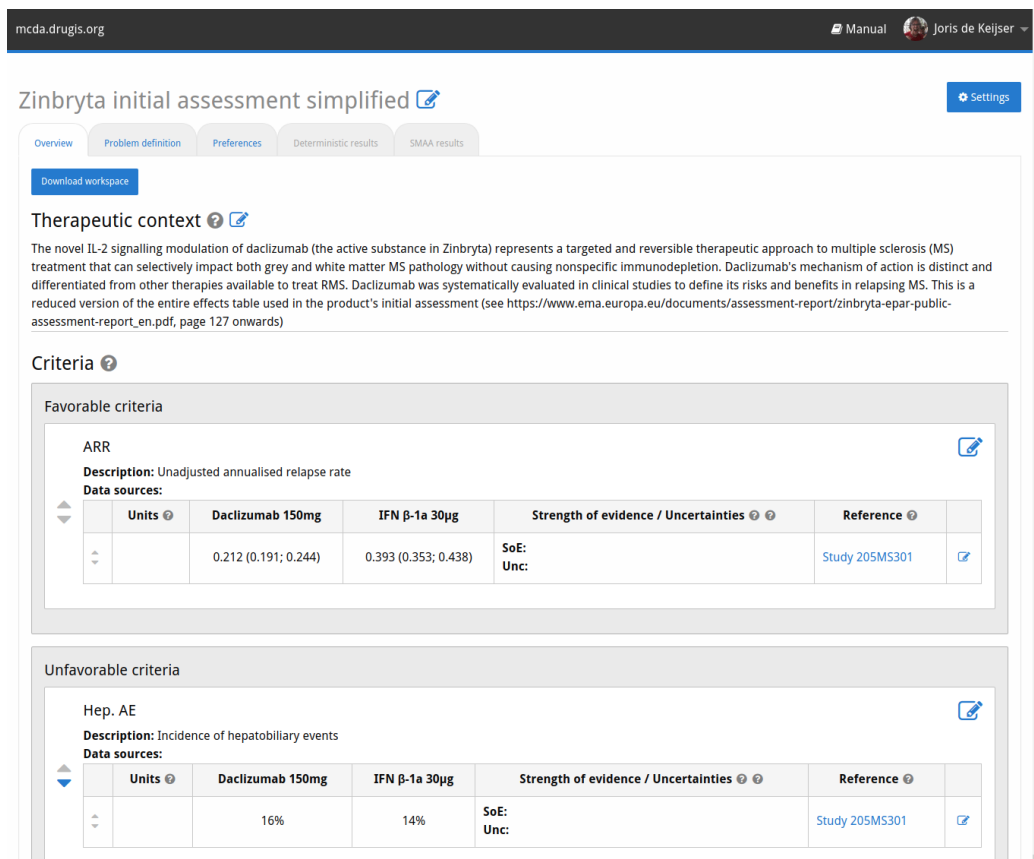 mcda.drugis.org Manual Joris de Keijser
Zinbryta initial assessment simplified Settings
Overview Problem definition Preferences Deterministic results SMAA results
Download workspace
Therapeutic context
The novel IL-2 signalling modulation of daclizumab (the active substance in Zinbryta) represents a targeted and reversible therapeutic approach to multiple sclerosis (MS)
treatment that can selectively impact both grey and white matter MS pathology without causing nonspecific immunodepletion. Daclizumab's mechanism of action is distinct and
differentiated from other therapies available to treat RMS. Daclizumab was systematically evaluated in clinical studies to define its risks and benefits in relapsing MS. This is a
reduced version of the entire effects table used in the product's initial assessment (see https://www.ema.europa.eu/documents/assessment-report/zinbryta-epar-public-
assessment-report_en.pdf, page 127 onwards)
Criteria
Favorable criteria
ARR
Description: Unadjusted annualised relapse rate
Data sources:
Units Daclizumab 150mg IFN β-1a 30µg Strength of evidence / Uncertainties Reference
0.212 (0.191; 0.244) 0.393 (0.353; 0.438) SoE:
Unc: Study 205MS301
Unfavorable criteria
Hep. AE
Description: Incidence of hepatobiliary events
Data sources:
Units Daclizumab 150mg IFN β-1a 30µg Strength of evidence / Uncertainties Reference
16% 14% SoE:
Unc: Study 205MS301